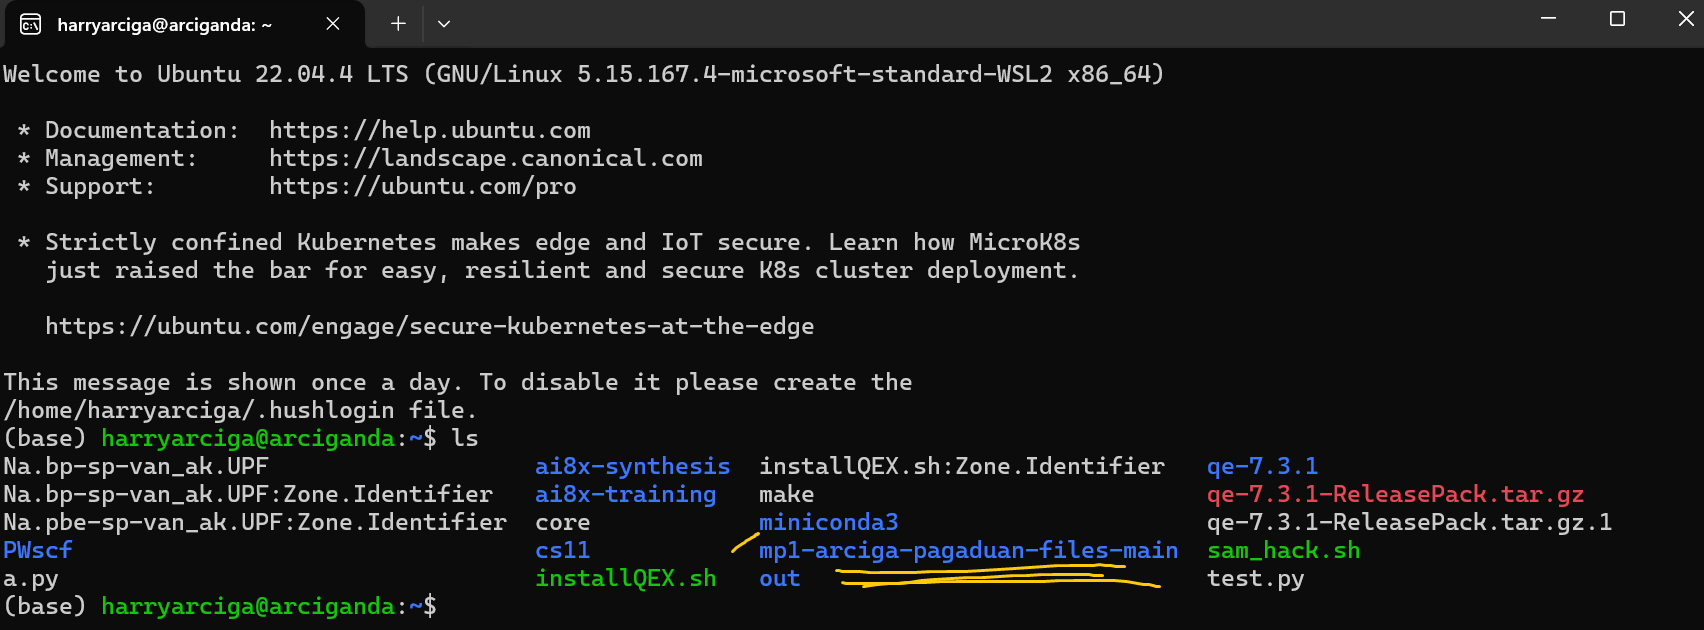 harryarciga@arciganda: ~
Welcome to Ubuntu 22.04.4 LTS (GNU/Linux 5.15.167.4-microsoft-standard-WSL2 x86_64)
* Documentation:  https://help.ubuntu.com
* Management:     https://landscape.canonical.com
* Support:        https://ubuntu.com/pro
* Strictly confined Kubernetes makes edge and IoT secure. Learn how MicroK8s
just raised the bar for easy, resilient and secure K8s cluster deployment.
https://ubuntu.com/engage/secure-kubernetes-at-the-edge
This message is shown once a day. To disable it please create the
/home/harryarciga/.hushlogin file.
(base) harryarciga@arciganda:~$ ls
Na.bp-sp-van_ak.UPF  ai8x-synthesis  installQEX.sh:Zone.Identifier  qe-7.3.1
Na.bp-sp-van_ak.UPF:Zone.Identifier  ai8x-training  make  qe-7.3.1-ReleasePack.tar.gz
Na.pbe-sp-van_ak.UPF:Zone.Identifier  core  miniconda3  qe-7.3.1-ReleasePack.tar.gz.1
PWscf  cs11  mp1-arciga-pagaduan-files-main  sam_hack.sh
a.py  installQEX.sh  out  test.py
(base) harryarciga@arciganda:~$